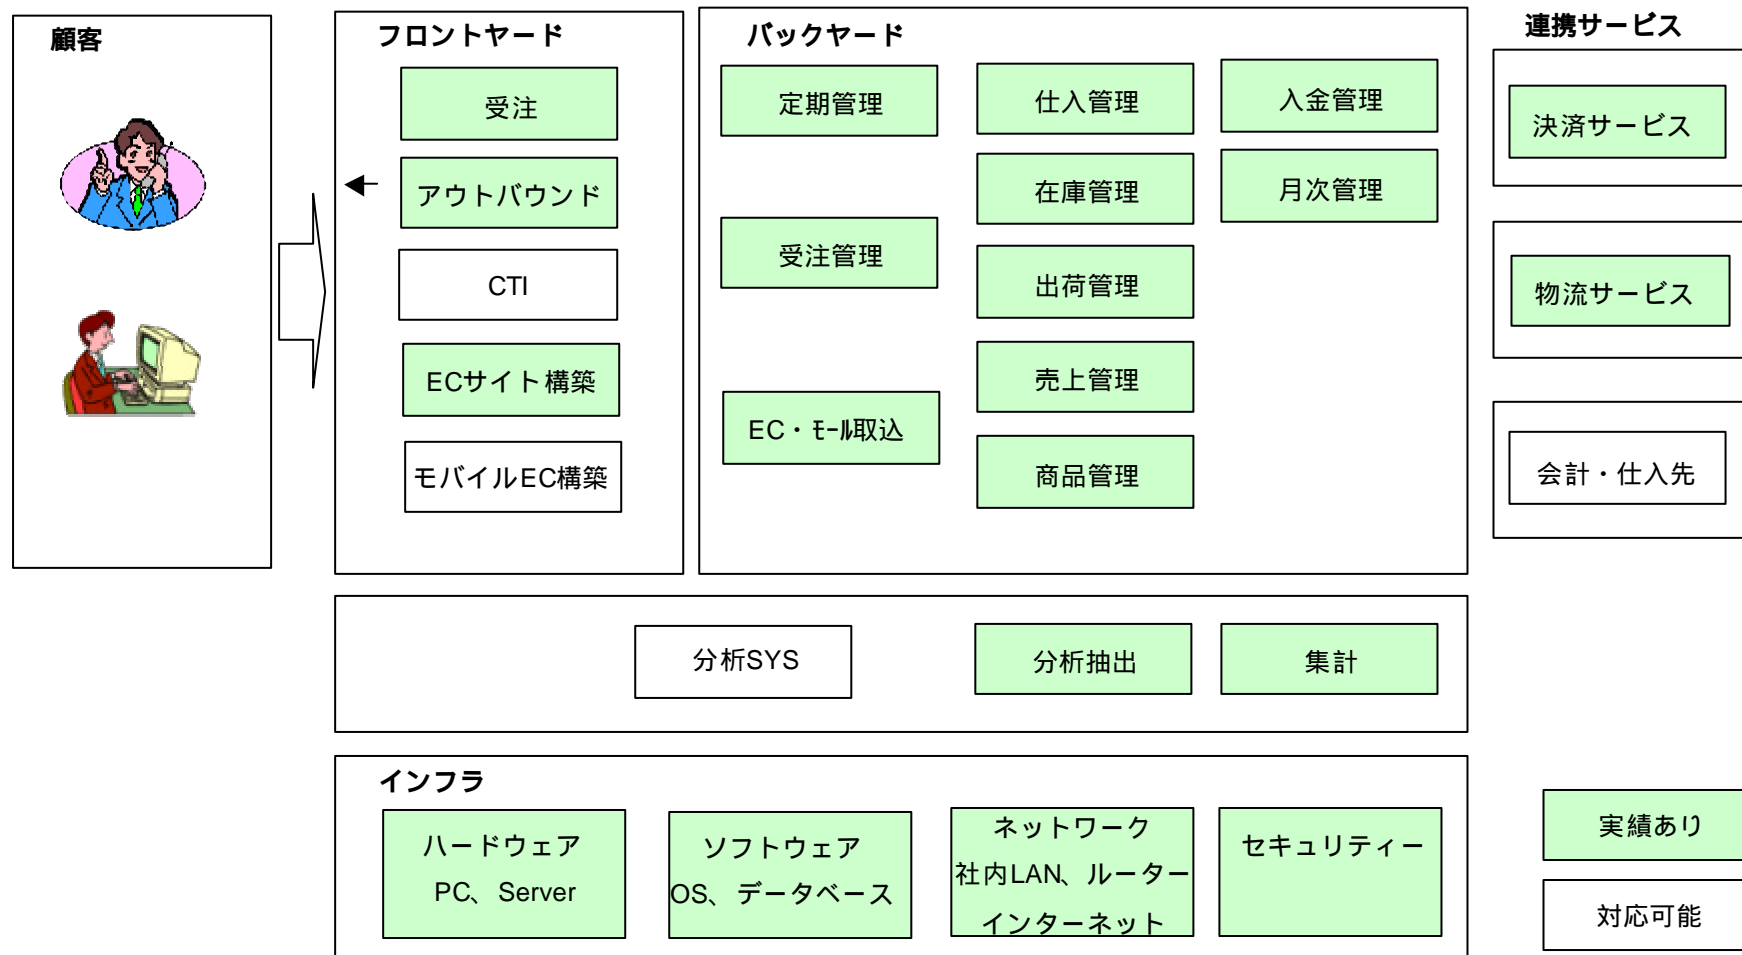 顧客
フロントヤード
受注
アウトバウンド
CTI
ECサイト構築
モバイルEC構築
バックヤード
定期管理
受注管理
EC・ﾓｰﾙ取込
仕入管理
在庫管理
出荷管理
売上管理
商品管理
入金管理
月次管理
連携サービス
決済サービス
物流サービス
会計・仕入先
分析SYS
分析抽出
集計
インフラ
ハードウェア
PC、Server
ソフトウェア
OS、データベース
ネットワーク
社内LAN、ルーター
インターネット
セキュリティー
実績あり
対応可能